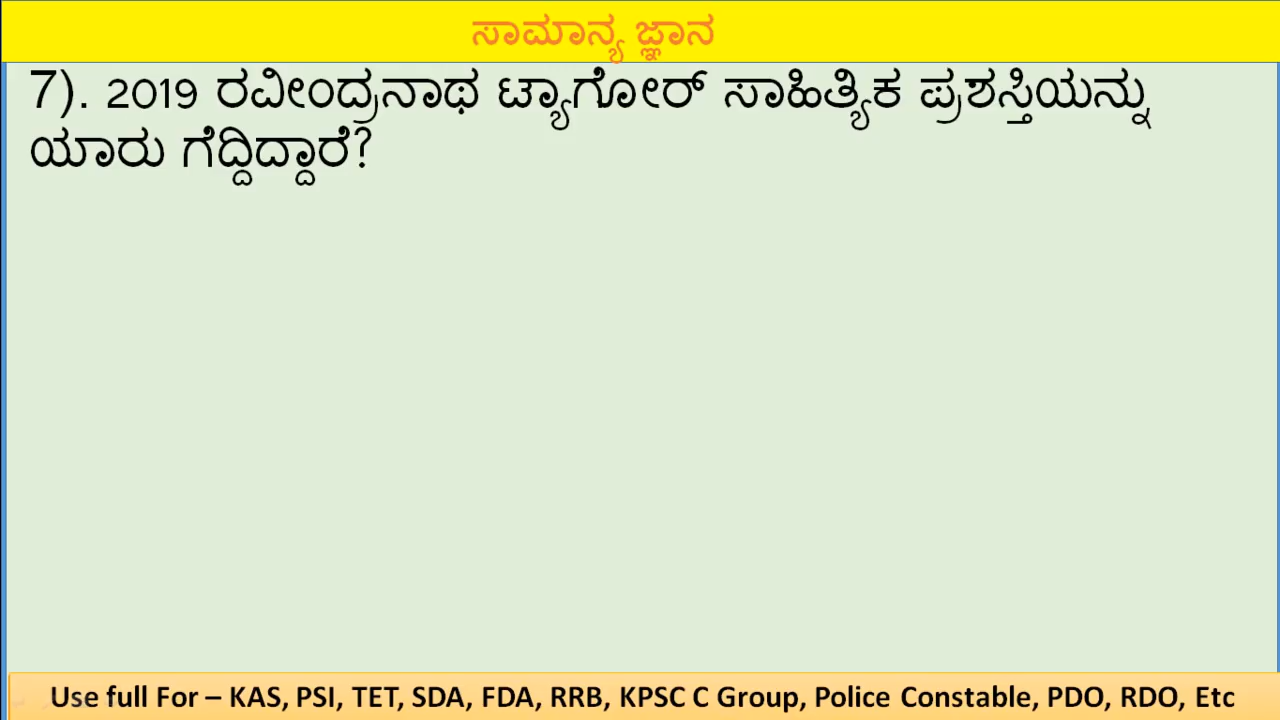 ಸಾಮಾನ್ಯ ಜ್ಞಾನ
7). 2019 ರವೀಂದ್ರನಾಥ ಟ್ಯಾಗೋರ್ ಸಾಹಿತ್ಯಿಕ ಪ್ರಶಸ್ತಿಯನ್ನು
ಯಾರು ಗೆದ್ದಿದ್ದಾರೆ?
Use full For – KAS, PSI, TET, SDA, FDA, RRB, KPSC C Group, Police Constable, PDO, RDO, Etc